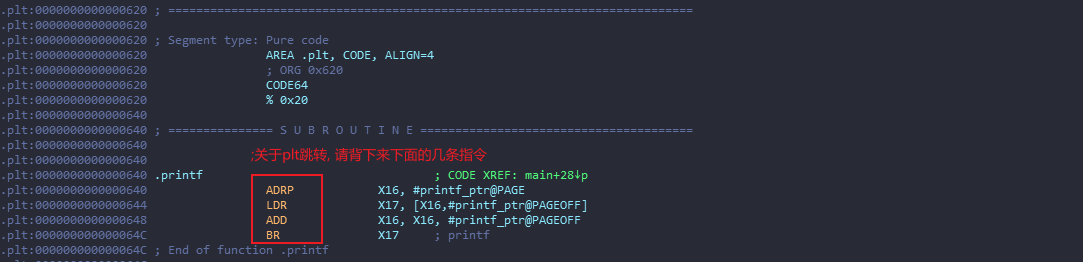 .plt:0000000000000620 ; ===========================================================================
.plt:0000000000000620
.plt:0000000000000620 ; Segment type: Pure code
.plt:0000000000000620 AREA .plt, CODE, ALIGN=4
.plt:0000000000000620 ; ORG 0x620
.plt:0000000000000620 CODE64
.plt:0000000000000620 % 0x20
.plt:0000000000000640
.plt:0000000000000640 ; =============== S U B R O U T I N E =======================================
.plt:0000000000000640
;关于plt跳转, 请背下来下面的几条指令
.plt:0000000000000640
.plt:0000000000000640 .printf ; CODE XREF: main+28↓p
.plt:0000000000000640 ADRP X16, #printf_ptr@PAGE
.plt:0000000000000644 LDR X17, [X16,#printf_ptr@PAGEOFF]
.plt:0000000000000648 ADD X16, X16, #printf_ptr@PAGEOFF
.plt:000000000000064C BR X17 ; printf
.plt:000000000000064C ; End of function .printf